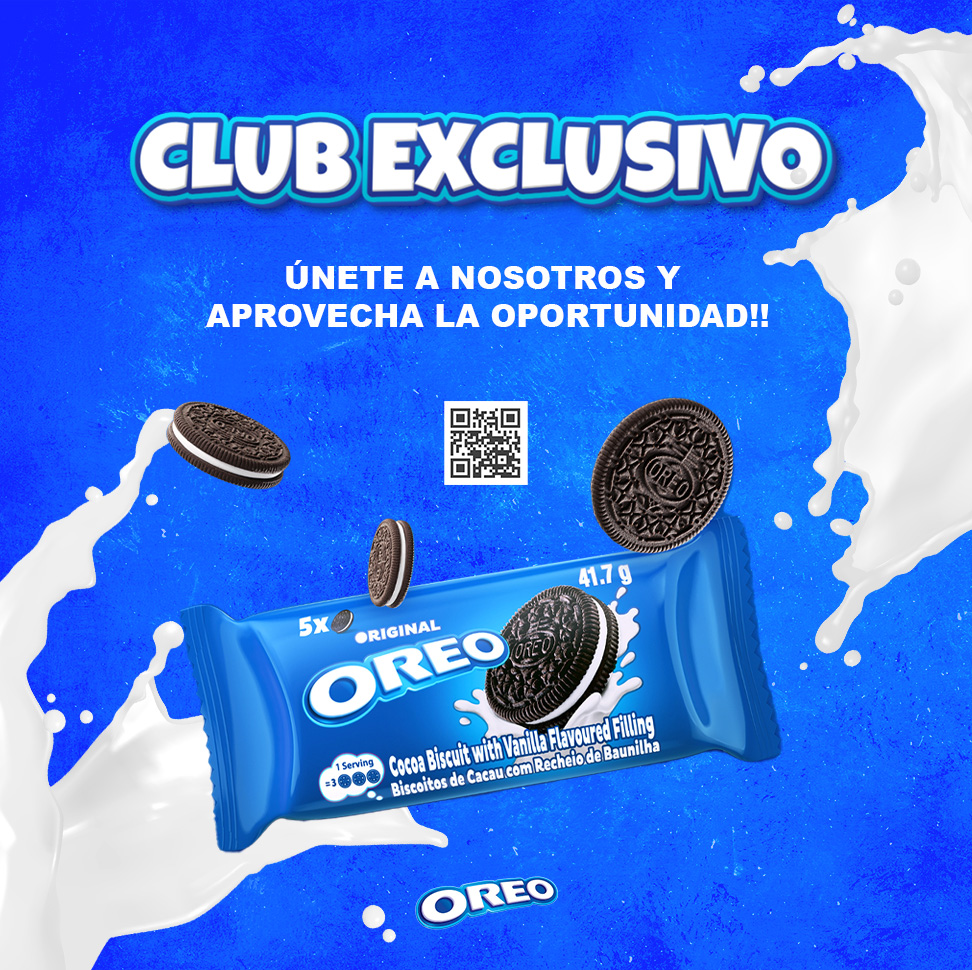 CLUB EXCLUSIVO
ÚNETE A NOSOTROS Y
APROVECHA LA OPORTUNIDAD!!
OREO
41.7 g
5x
ORIGINAL
OREO
OREO
1 Serving
=3
Cocoa Biscuit with Vanilla Flavoured Filling
Biscoitos de Cacau com Recheio de Baunilha
OREO